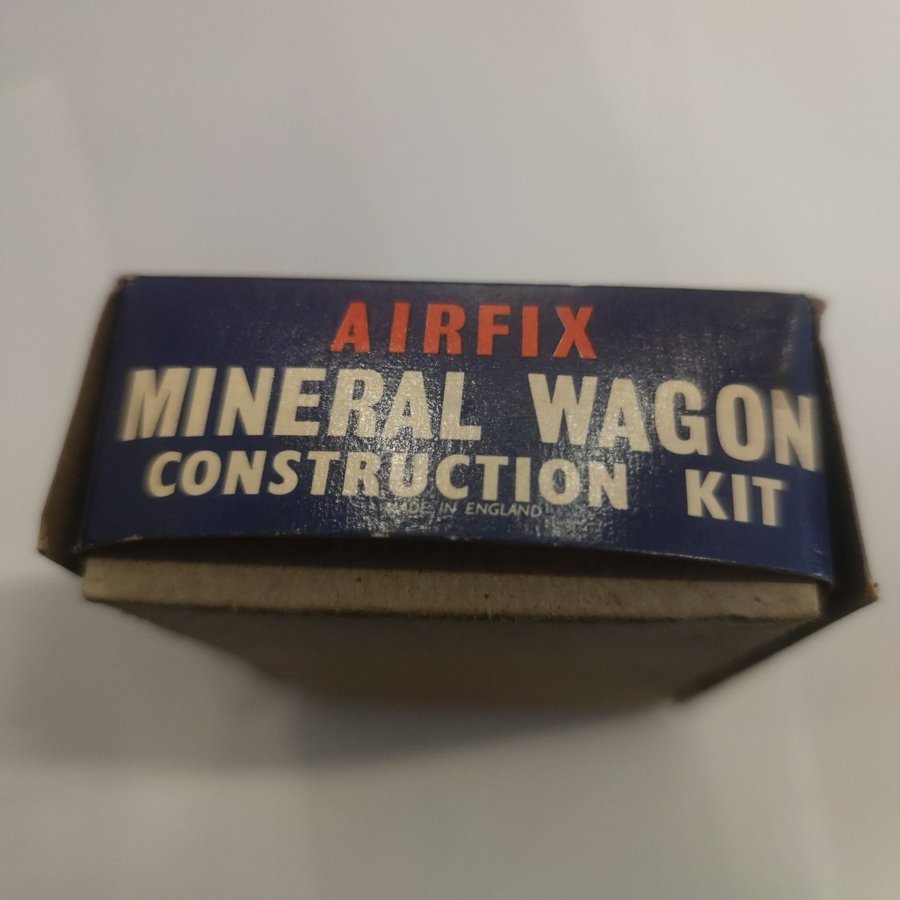 AIRFIX
MINERAL WAGON
CONSTRUCTION KIT
MADE IN ENGLAND